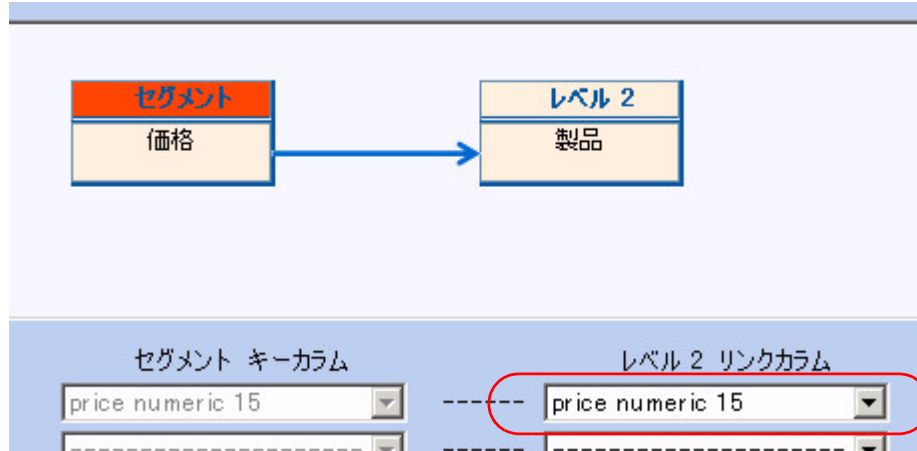 セグメント レベル 2
価格 製品
セグメント キーカラム レベル 2 リンクカラム
price numeric 15 ------ price numeric 15